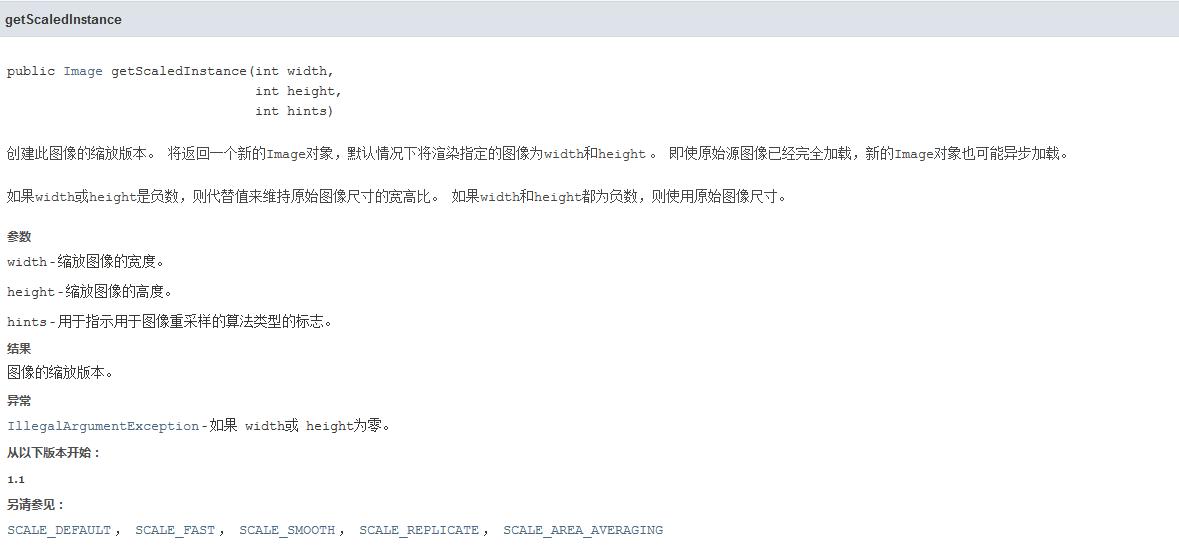 getScaledInstance
public Image getScaledInstance(int width,
int height,
int hints)
创建此图像的缩放版本。 将返回一个新的Image对象，默认情况下将渲染指定的图像为width和height 。 即使原始源图像已经完全加载，新的Image对象也可能异步加载。
如果width或height是负数，则代替值来维持原始图像尺寸的宽高比。 如果width和height都为负数，则使用原始图像尺寸。
参数
width - 缩放图像的宽度。
height - 缩放图像的高度。
hints - 用于指示用于图像重采样的算法类型的标志。
结果
图像的缩放版本。
异常
IllegalArgumentException - 如果 width或 height为零。
从以下版本开始：
1.1
另请参见：
SCALE_DEFAULT ， SCALE_FAST ， SCALE_SMOOTH ， SCALE_REPLICATE ， SCALE_AREA_AVERAGING